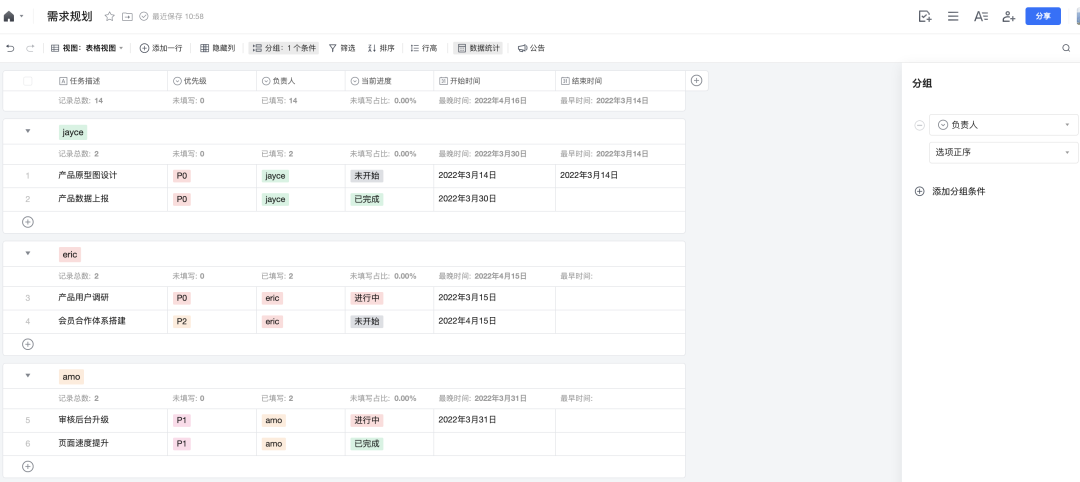 需求规划 最近保存 10:58 分享
视图：表格视图 添加一行 隐藏列 分组：1 个条件 筛选 排序 行高 数据统计 公告
任务描述 优先级 负责人 当前进度 开始时间 结束时间
记录总数: 14 未填写: 0 已填写: 14 未填写占比: 0.00% 最晚时间: 2022年4月16日 最早时间: 2022年3月14日
jayce
记录总数: 2 未填写: 0 已填写: 2 未填写占比: 0.00% 最晚时间: 2022年3月30日 最早时间: 2022年3月14日
1 产品原型图设计 P0 jayce 未开始 2022年3月14日 2022年3月14日
2 产品数据上报 P0 jayce 已完成 2022年3月30日
eric
记录总数: 2 未填写: 0 已填写: 2 未填写占比: 0.00% 最晚时间: 2022年4月15日 最早时间:
3 产品用户调研 P0 eric 进行中 2022年3月15日
4 会员合作体系搭建 P2 eric 未开始 2022年4月15日
amo
记录总数: 2 未填写: 0 已填写: 2 未填写占比: 0.00% 最晚时间: 2022年3月31日 最早时间:
5 审核后台升级 P1 amo 进行中 2022年3月31日
6 页面速度提升 P1 amo 已完成
分组
负责人
选项正序
添加分组条件